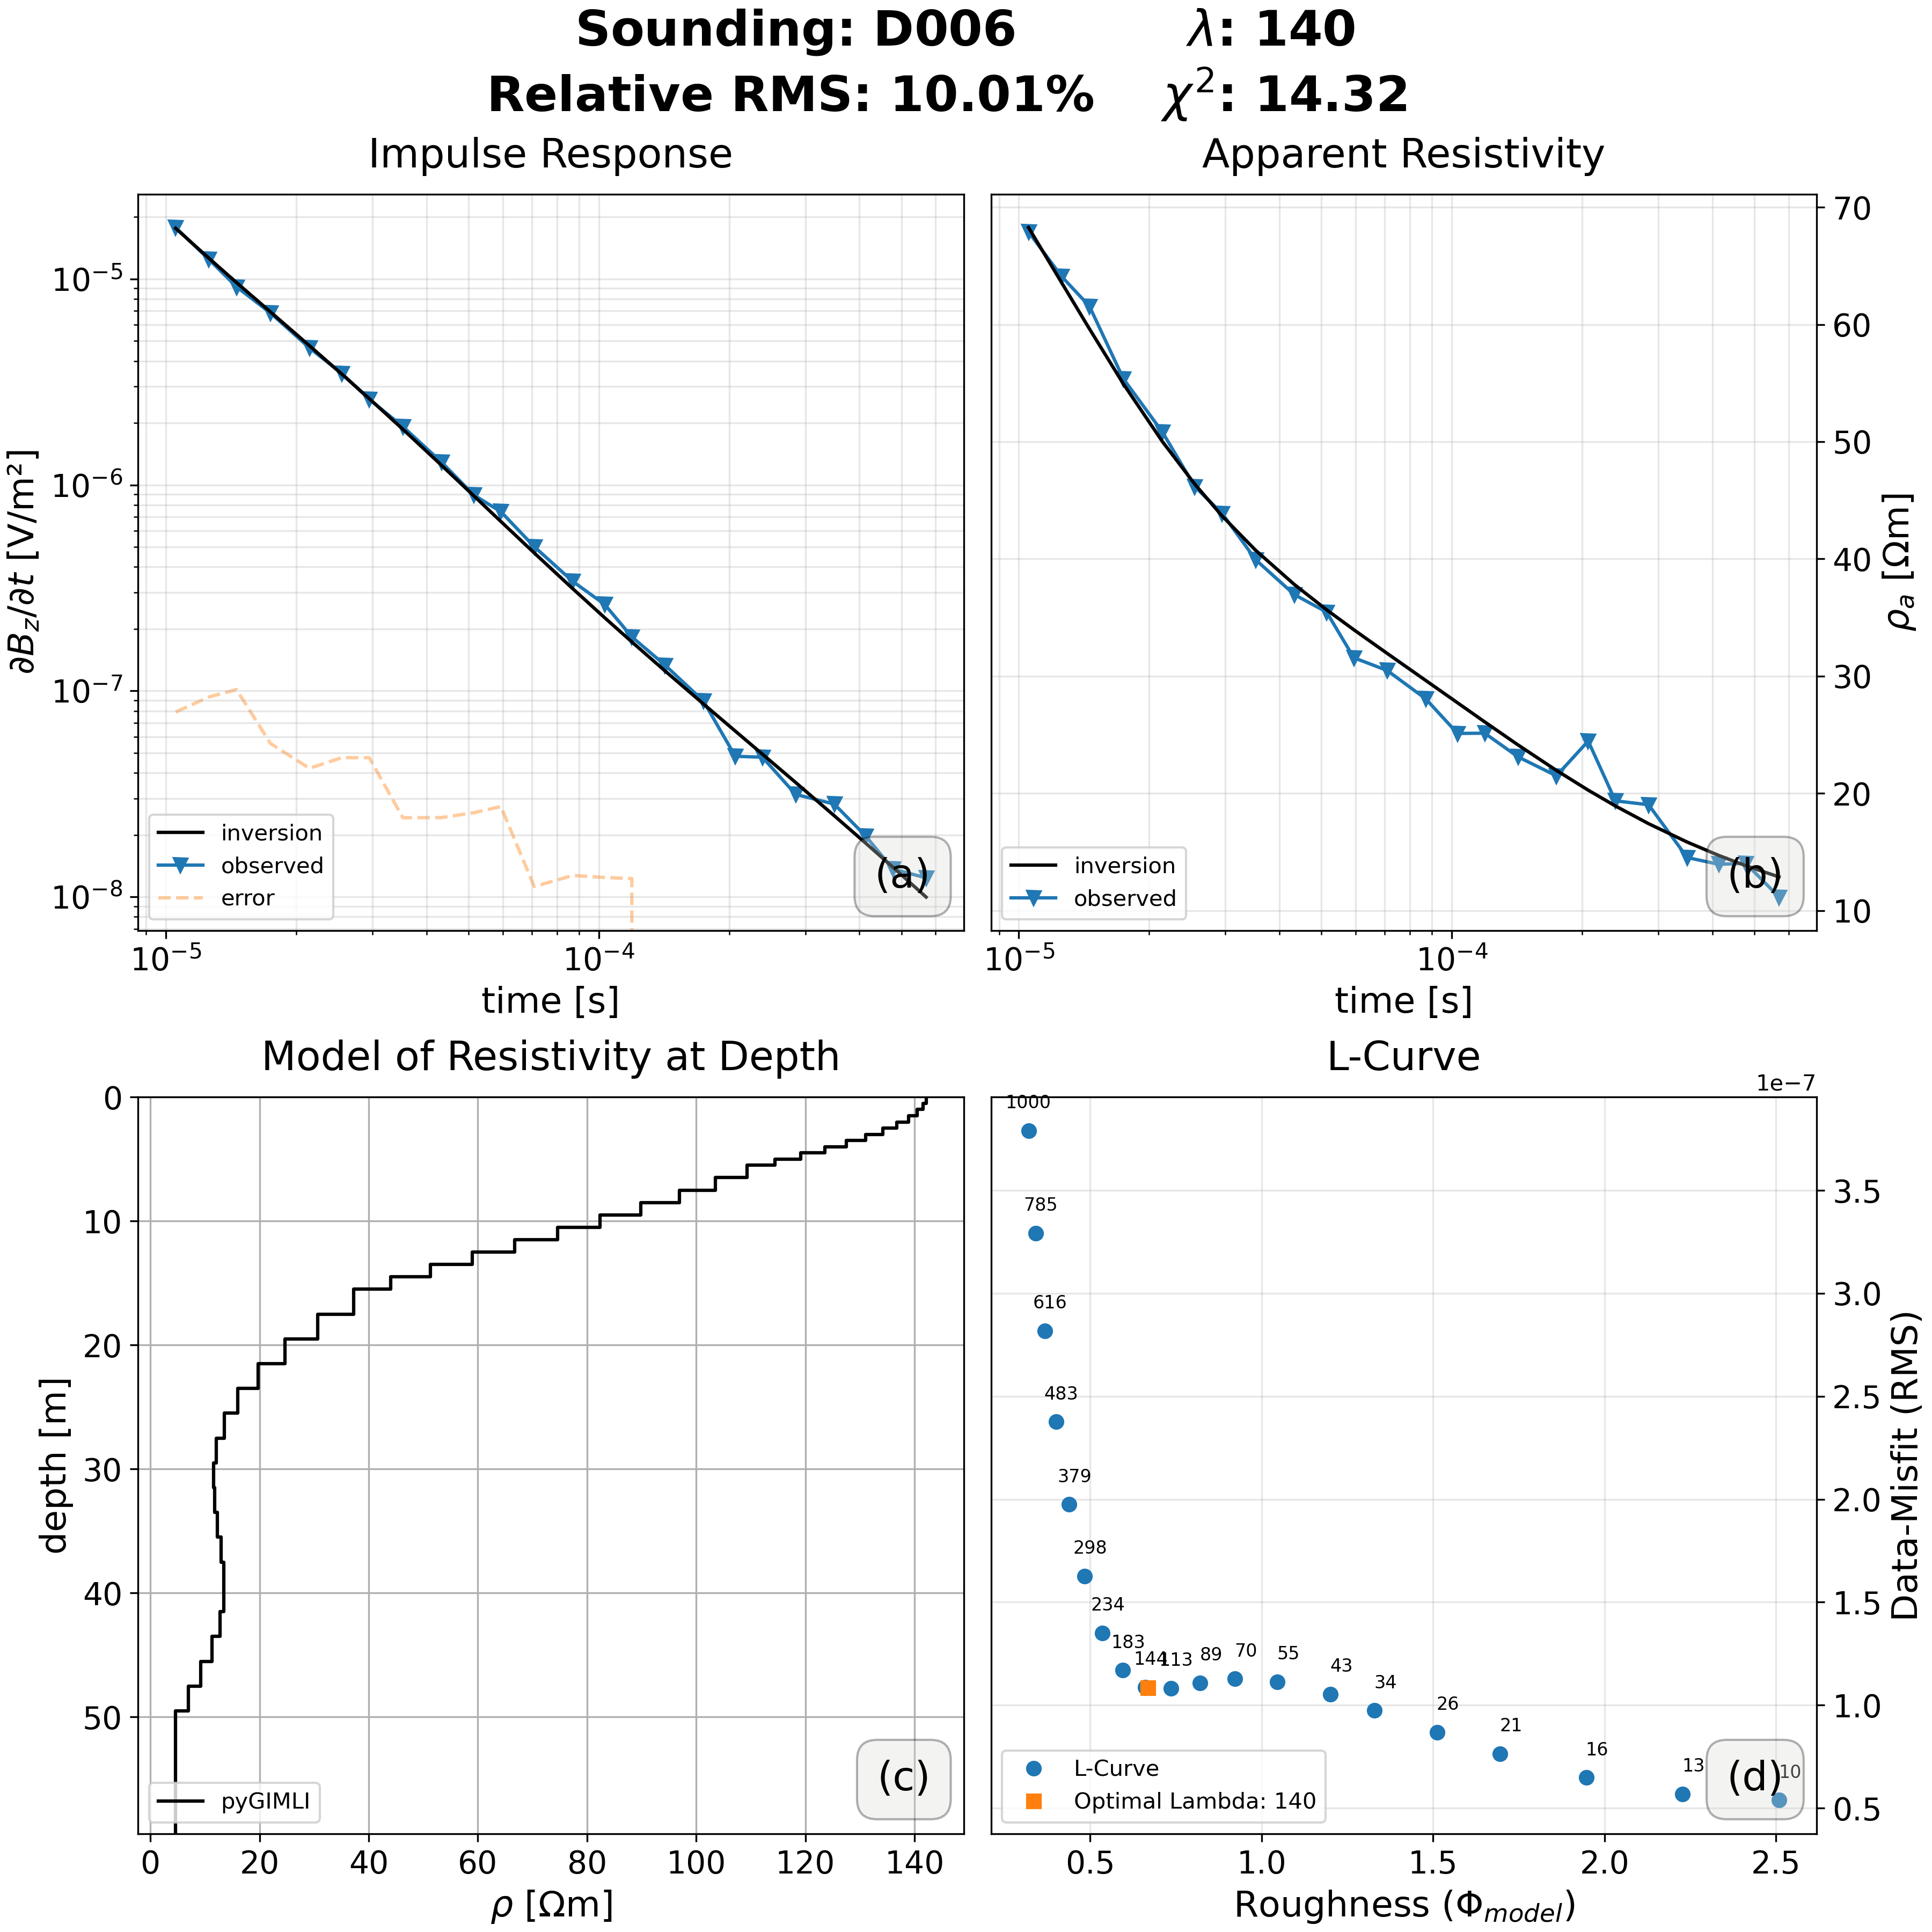 Sounding: D006 λ: 140
Relative RMS: 10.01% χ²: 14.32
Impulse Response
10⁻⁵
10⁻⁶
10⁻⁷
10⁻⁸
∂B_z/∂t [V/m²]
inversion
observed
error
(a)
10⁻⁵ 10⁻⁴
time [s]
Apparent Resistivity
70
60
50
40
30
20
10
ρ_a [Ωm]
inversion
observed
(b)
10⁻⁵ 10⁻⁴
time [s]
Model of Resistivity at Depth
0
10
20
30
40
50
depth [m]
pyGIMLI
(c)
0 20 40 60 80 100 120 140
ρ [Ωm]
L-Curve
1e−7
1000
785
616
483
379
298
234
183
144
113
89
70
55
43
34
26
21
16
13
10
3.5
3.0
2.5
2.0
1.5
1.0
0.5
Data-Misfit (RMS)
L-Curve
Optimal Lambda: 140
(d)
0.5 1.0 1.5 2.0 2.5
Roughness (Φ_model)